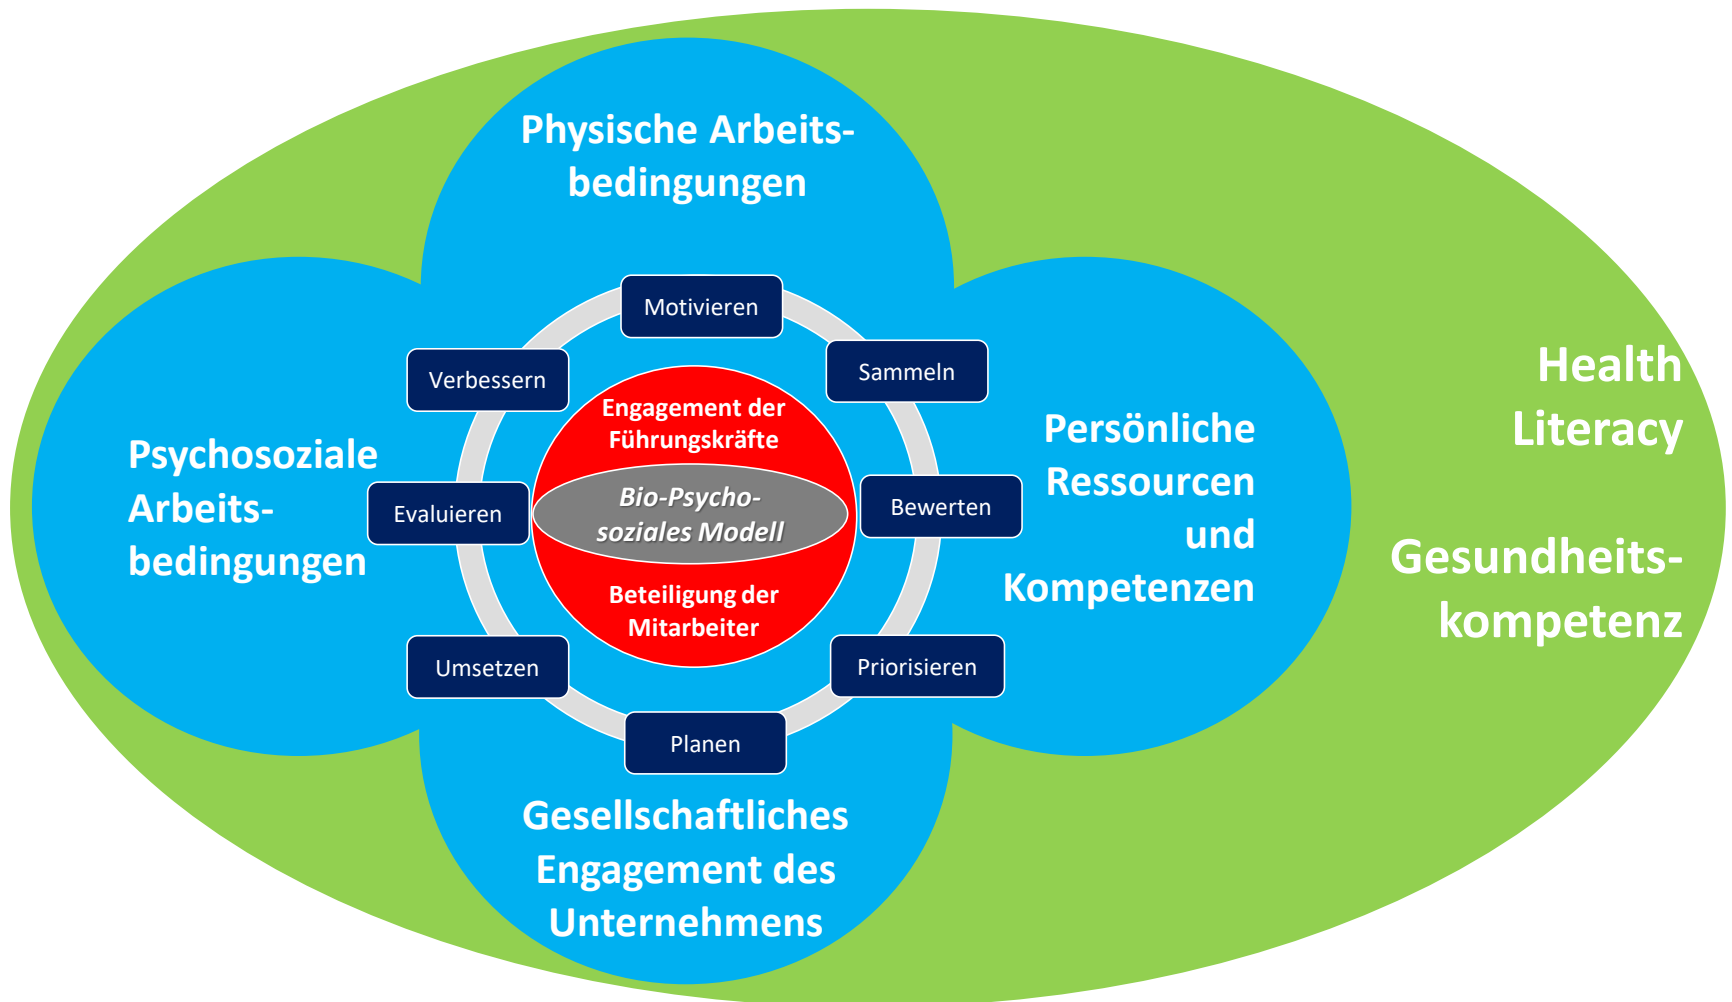 Physische Arbeits-
bedingungen
Psychosoziale
Arbeits-
bedingungen
Motivieren
Sammeln
Bewerten
Priorisieren
Planen
Umsetzen
Evaluieren
Verbessern
Engagement der
Führungskräfte
Bio-Psycho-
soziales Modell
Beteiligung der
Mitarbeiter
Persönliche
Ressourcen
und
Kompetenzen
Gesellschaftliches
Engagement des
Unternehmens
Health
Literacy
Gesundheits-
kompetenz